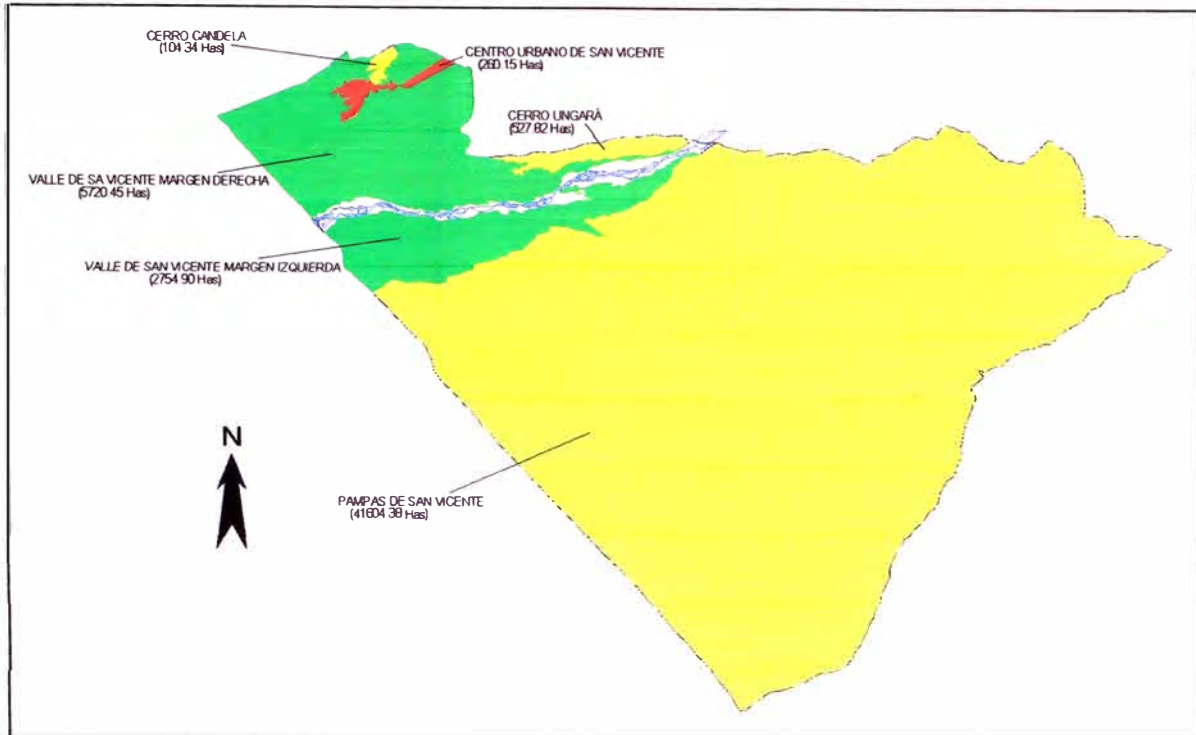 CERRO CANDELA
(104.34 Has)
CENTRO URBANO DE SAN VICENTE
(260.15 Has)
CERRO UNGARÁ
(527.82 Has)
VALLE DE SA VICENTE MARGEN DERECHA
(5720.45 Has)
VALLE DE SAN VICENTE MARGEN IZQUIERDA
(2754.90 Has)
N
PAMPAS DE SAN VICENTE
(41604.38 Has)